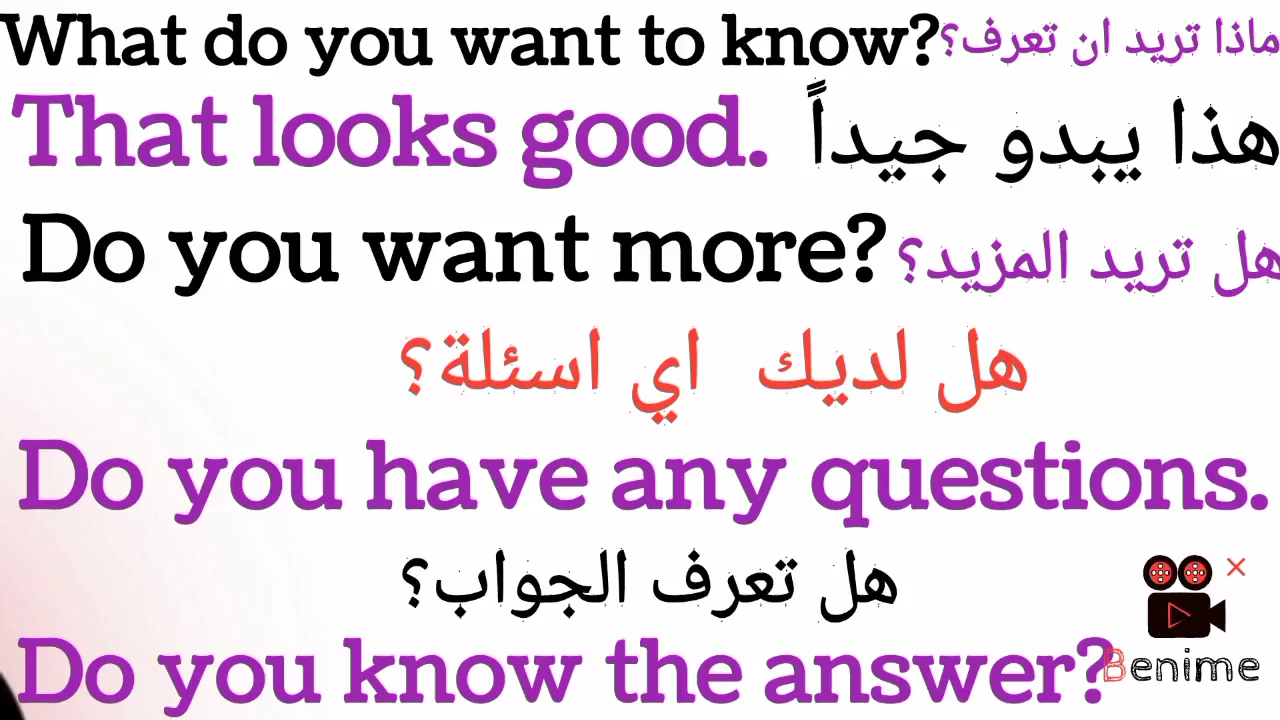 What do you want to know? ماذا تريد ان تعرف؟
That looks good. هذا يبدو جيداً
Do you want more? هل تريد المزيد؟
هل لديك اي اسئلة؟
Do you have any questions.
هل تعرف الجواب؟
Do you know the answer?
Benime